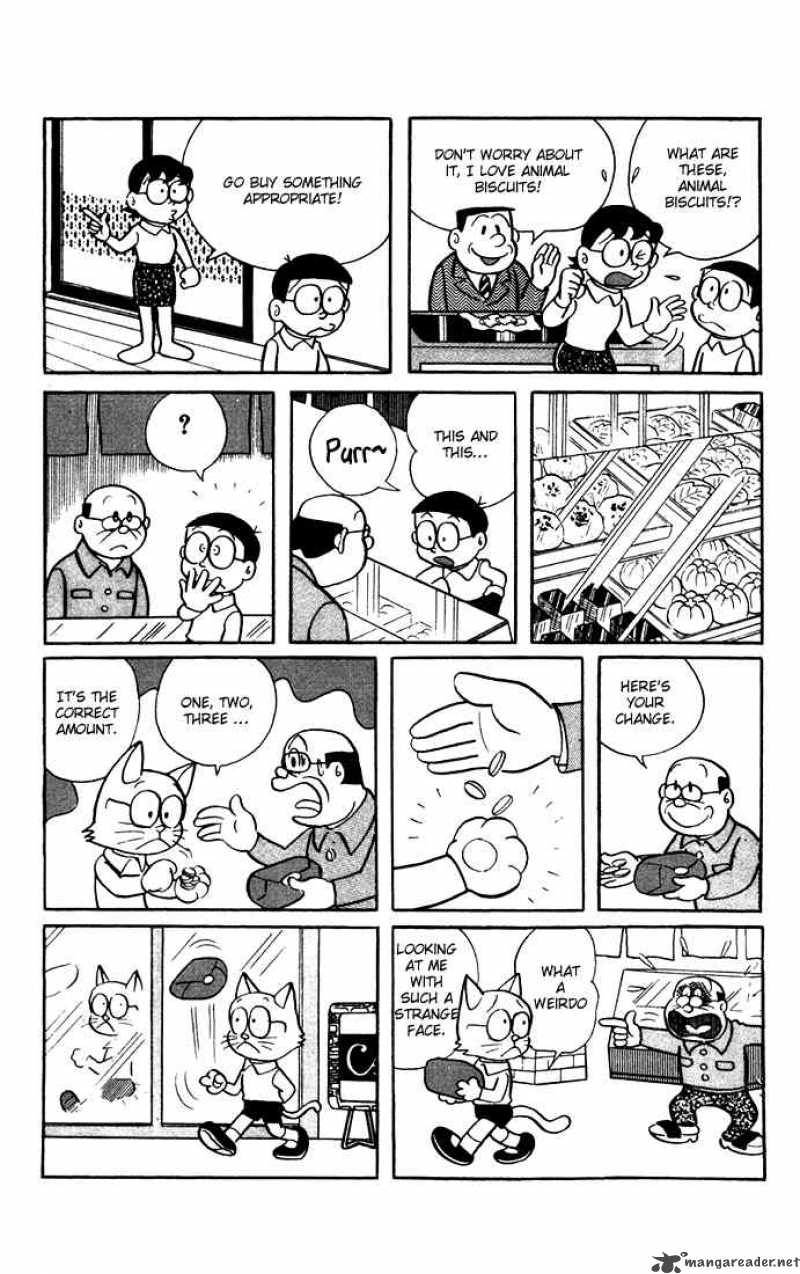 WHAT ARE
THESE,
ANIMAL
BISCUITS!?
DON'T WORRY ABOUT
IT, I LOVE ANIMAL
BISCUITS!
GO BUY SOMETHING
APPROPRIATE!
THIS AND
THIS...
Purr~
?
HERE'S
YOUR
CHANGE.
ONE, TWO,
THREE ...
IT'S THE
CORRECT
AMOUNT.
WHAT
A
WEIRDO
LOOKING
AT ME
WITH
SUCH A
STRANGE
FACE.
mangareader.net